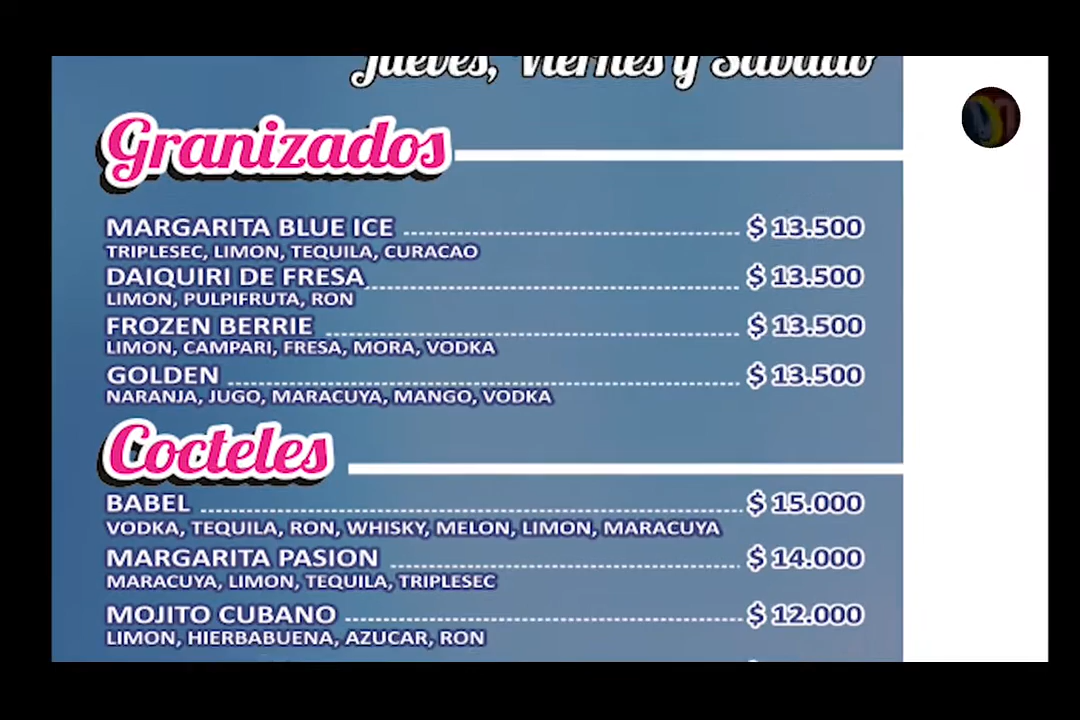 Jueves, Viernes y Sabado
Granizados
MARGARITA BLUE ICE ........ $ 13.500
TRIPLESEC, LIMON, TEQUILA, CURACAO
DAIQUIRI DE FRESA ........ $ 13.500
LIMON, PULPIFRUTA, RON
FROZEN BERRIE ........ $ 13.500
LIMON, CAMPARI, FRESA, MORA, VODKA
GOLDEN ........ $ 13.500
NARANJA, JUGO, MARACUYA, MANGO, VODKA
Cocteles
BABEL ........ $ 15.000
VODKA, TEQUILA, RON, WHISKY, MELON, LIMON, MARACUYA
MARGARITA PASION ........ $ 14.000
MARACUYA, LIMON, TEQUILA, TRIPLESEC
MOJITO CUBANO ........ $ 12.000
LIMON, HIERBABUENA, AZUCAR, RON